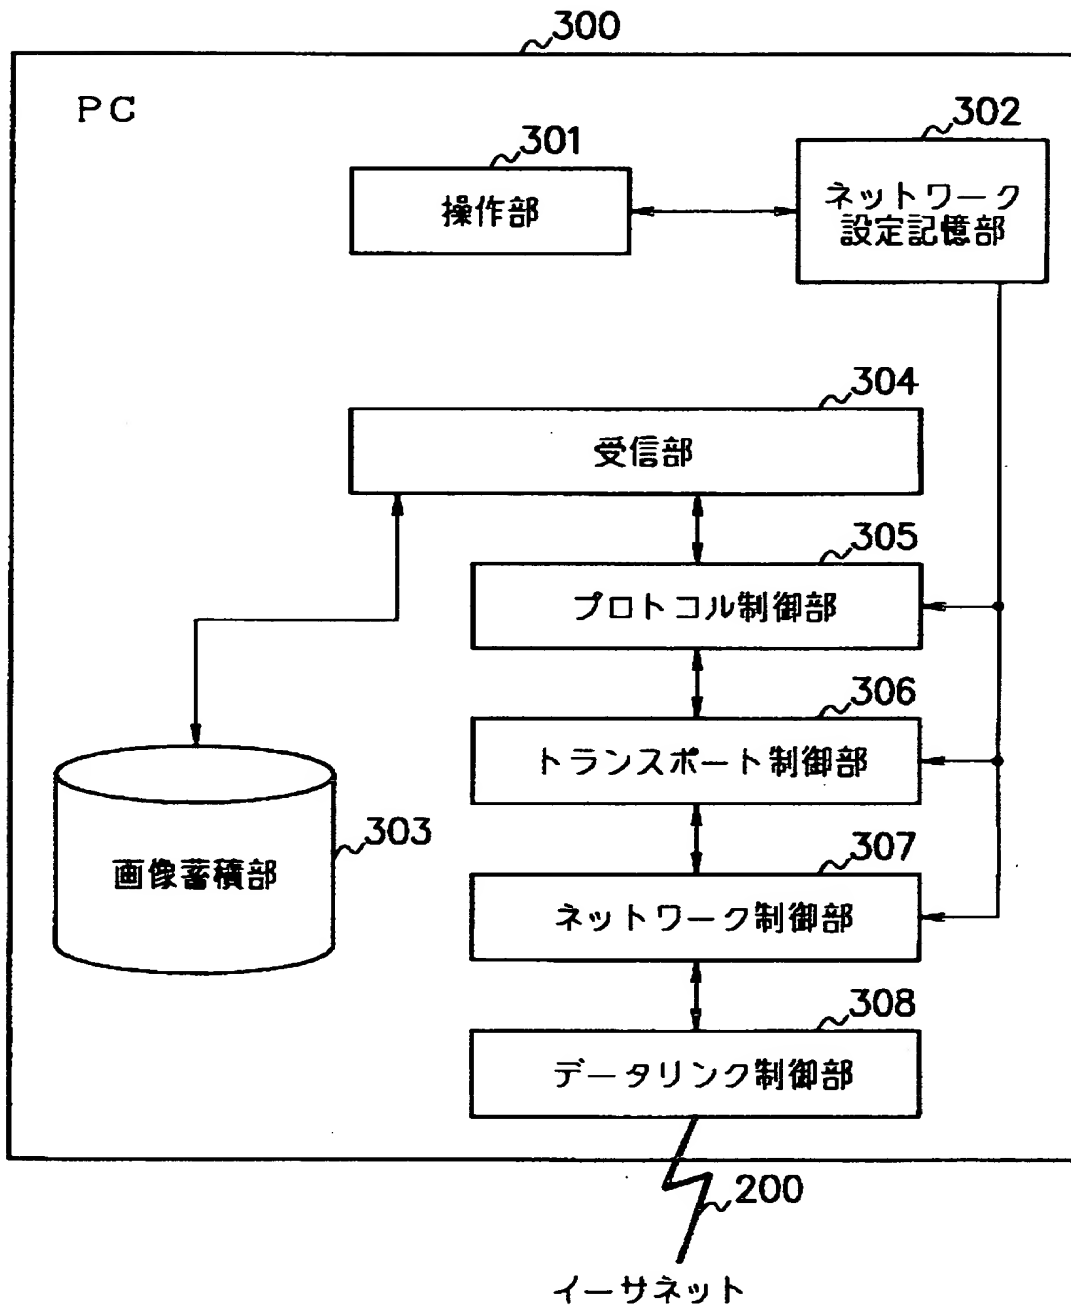 300
PC
301
操作部
302
ネットワーク
設定記憶部
304
受信部
305
プロトコル制御部
306
トランスポート制御部
303
画像蓄積部
307
ネットワーク制御部
308
データリンク制御部
200
イーサネット